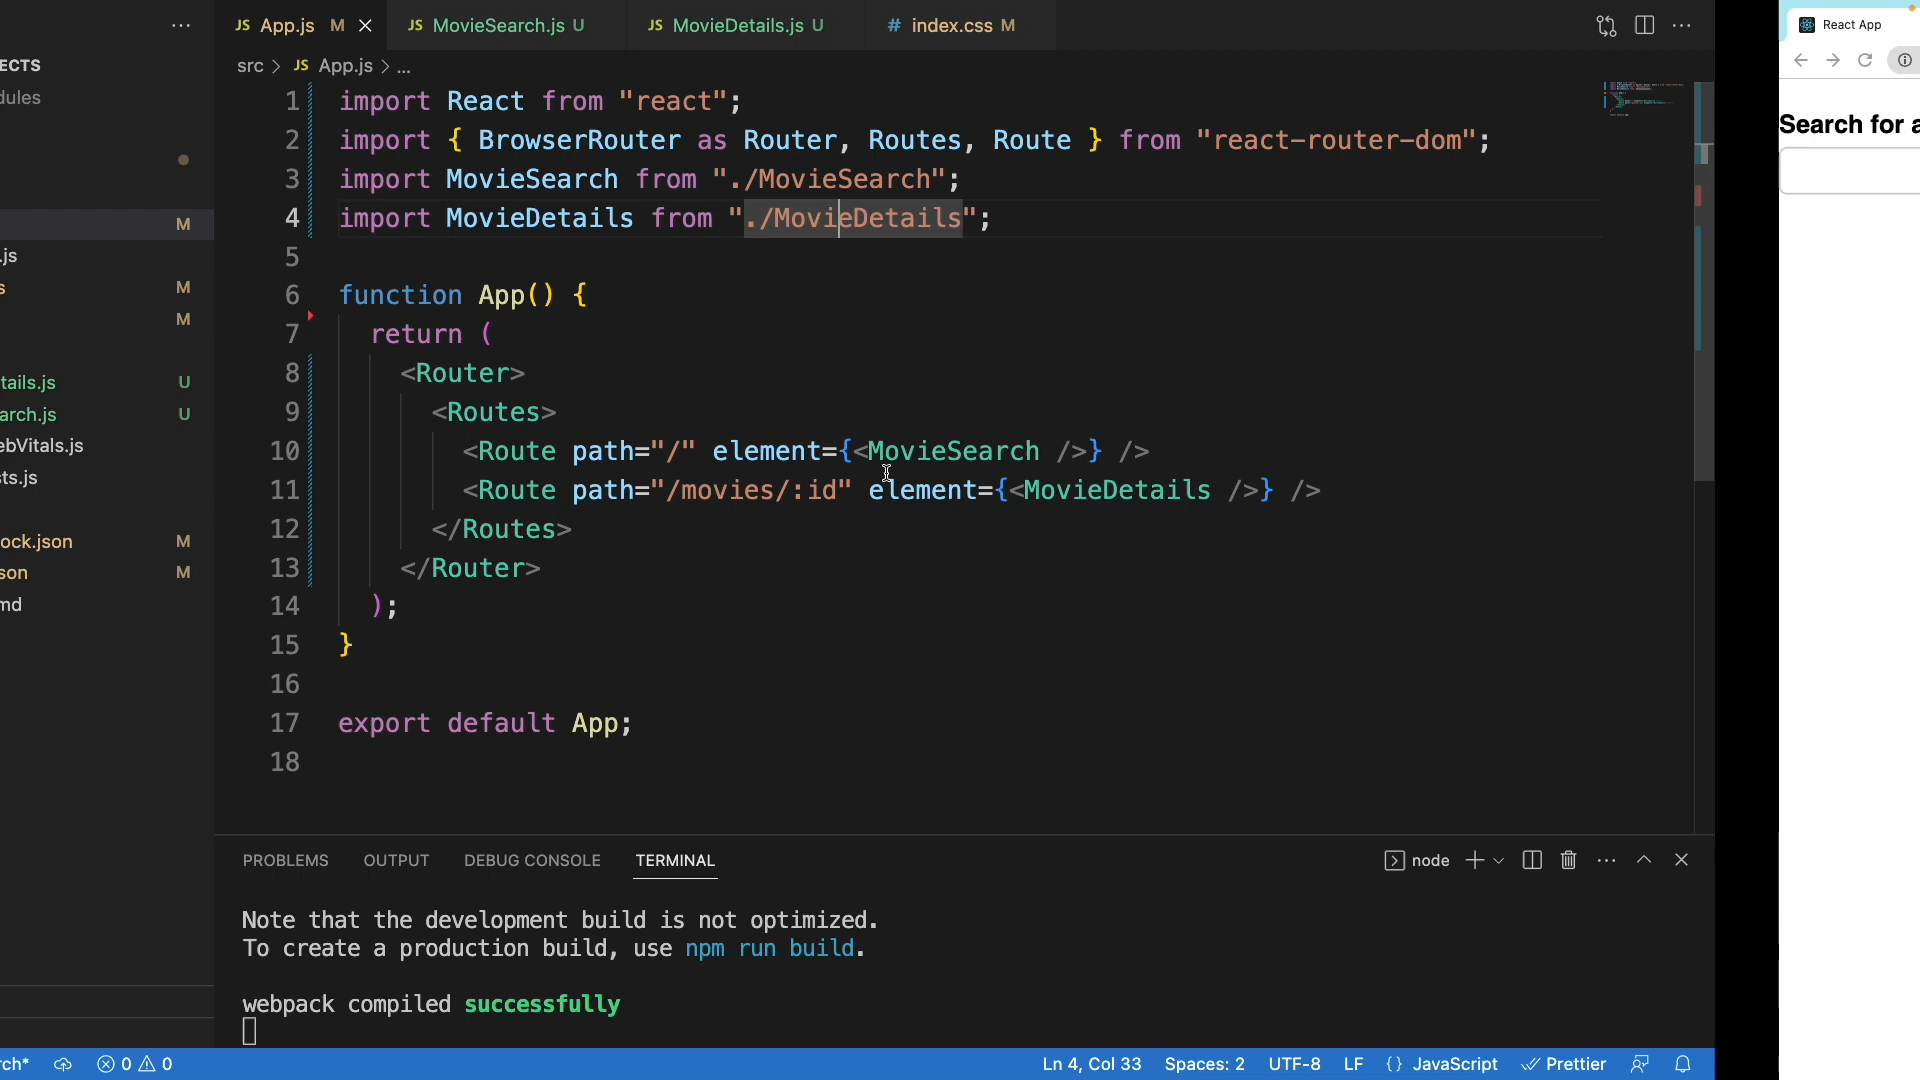 JS App.js M
JS MovieSearch.js U
JS MovieDetails.js U
# index.css M
React App
src > JS App.js > ...
ECTS
dules
M
.js
s M
M
tails.js U
arch.js U
ebVitals.js
ts.js
ock.json M
son M
md
1 import React from "react";
2 import { BrowserRouter as Router, Routes, Route } from "react-router-dom";
3 import MovieSearch from "./MovieSearch";
4 import MovieDetails from "./MovieDetails";
5
6 function App() {
7 return (
8 <Router>
9 <Routes>
10 <Route path="/" element={<MovieSearch />} />
11 <Route path="/movies/:id" element={<MovieDetails />} />
12 </Routes>
13 </Router>
14 );
15 }
16
17 export default App;
18
Search for a
PROBLEMS OUTPUT DEBUG CONSOLE TERMINAL
node
Note that the development build is not optimized.
To create a production build, use npm run build.
webpack compiled successfully
rch* 0 0 Ln 4, Col 33 Spaces: 2 UTF-8 LF {} JavaScript Prettier